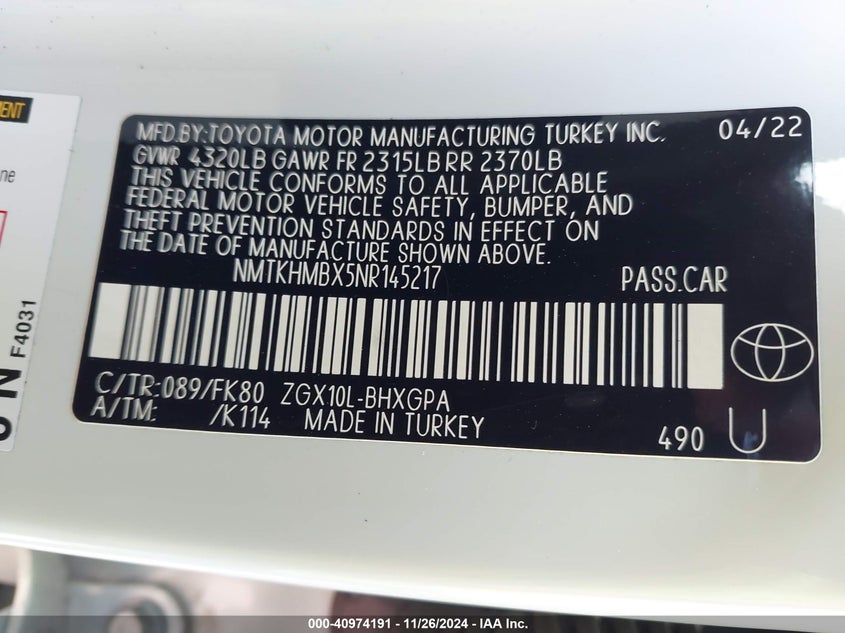 MFD.BY:TOYOTA MOTOR MANUFACTURING TURKEY INC. 04/22
GVWR 4320LB GAWR FR 2315LB RR 2370LB
THIS VEHICLE CONFORMS TO ALL APPLICABLE
FEDERAL MOTOR VEHICLE SAFETY, BUMPER, AND
THEFT PREVENTION STANDARDS IN EFFECT ON
THE DATE OF MANUFACTURE SHOWN ABOVE.
NMTKHMBX5NR145217 PASS.CAR
C/TR:089/FK80 ZGX10L-BHXGPA
A/TM: /K114 MADE IN TURKEY
490 U
F4031
000-40974191 - 11/26/2024 - IAA Inc.